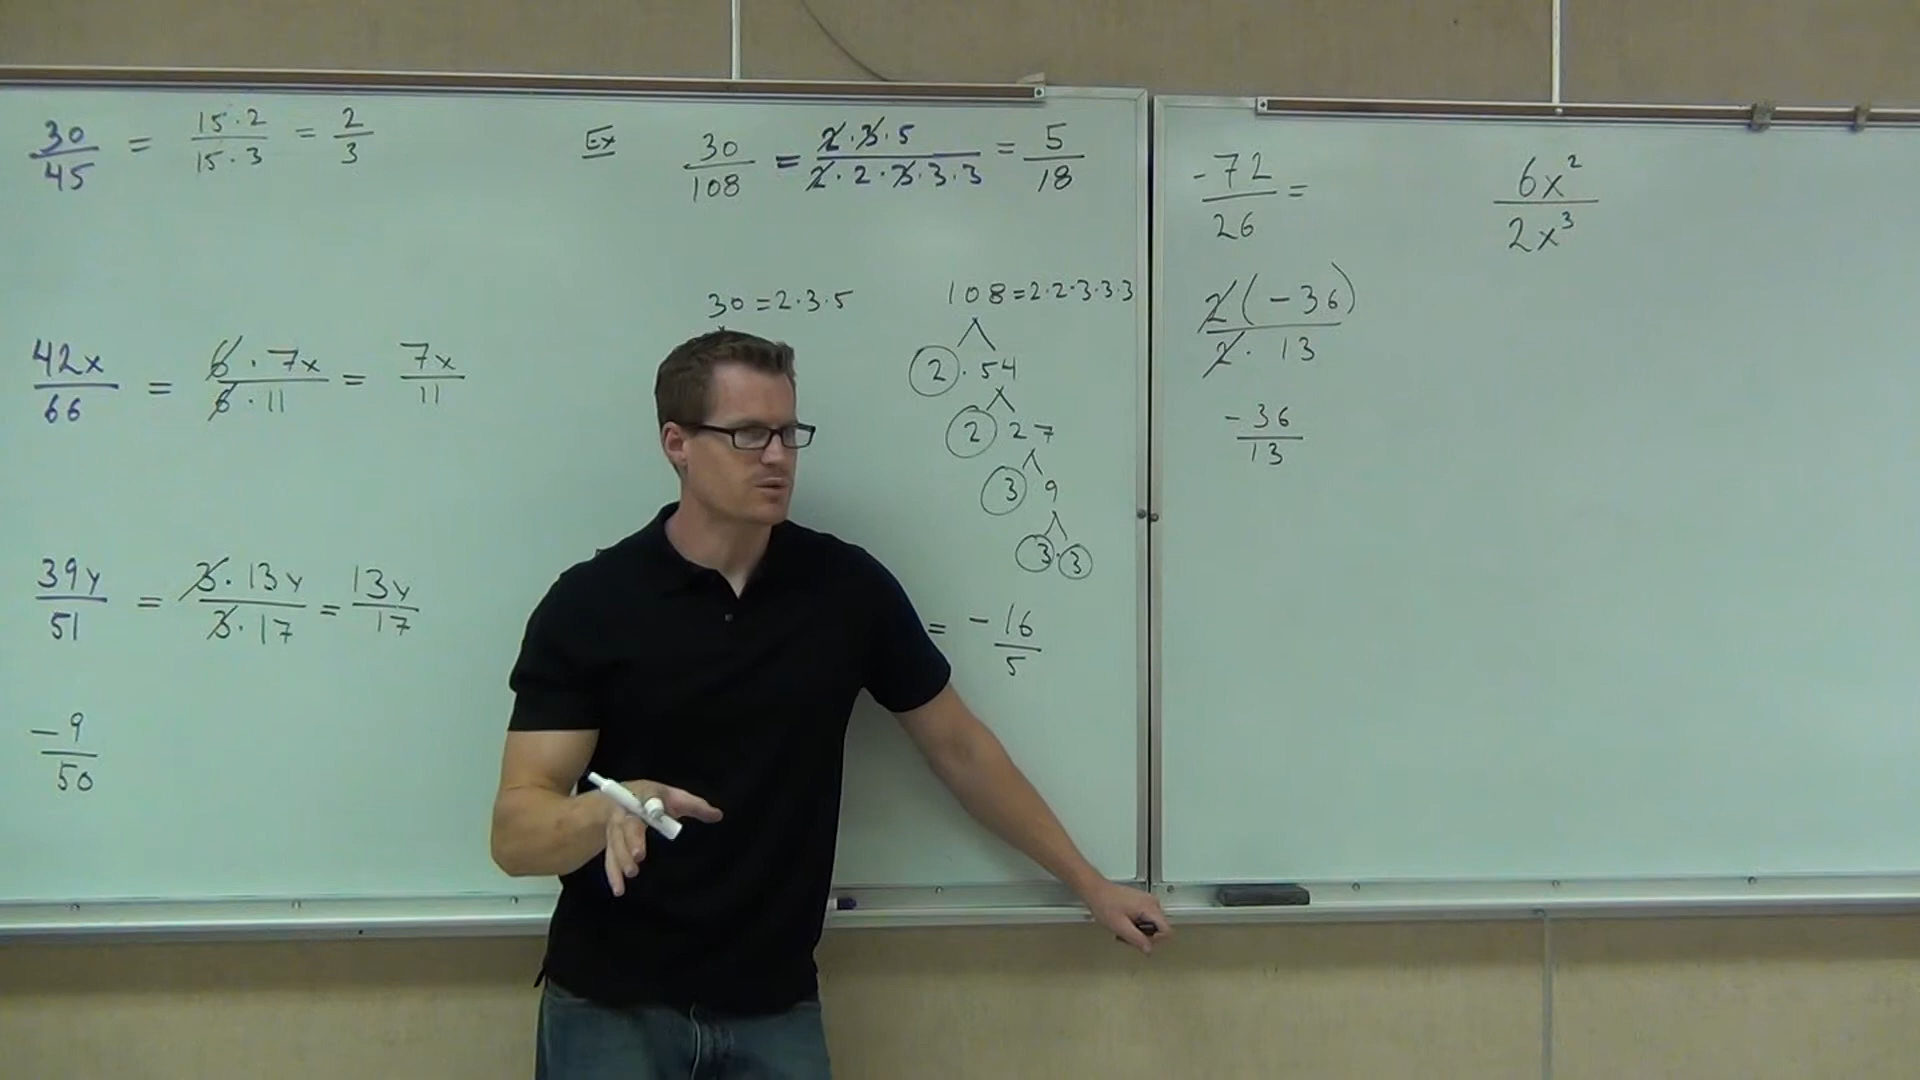 30/45 = 15·2/15·3 = 2/3
42x/66 = 6·7x/6·11 = 7x/11
39y/51 = 3·13y/3·17 = 13y/17
-9/50
Ex 30/108 = 2·3·5/2·2·3·3·3 = 5/18
30=2·3·5
108=2·2·3·3·3
2·54
2 27
3 9
3·3
= -16/5
-72/26 =
2(-36)/2·13
-36/13
6x²/2x³